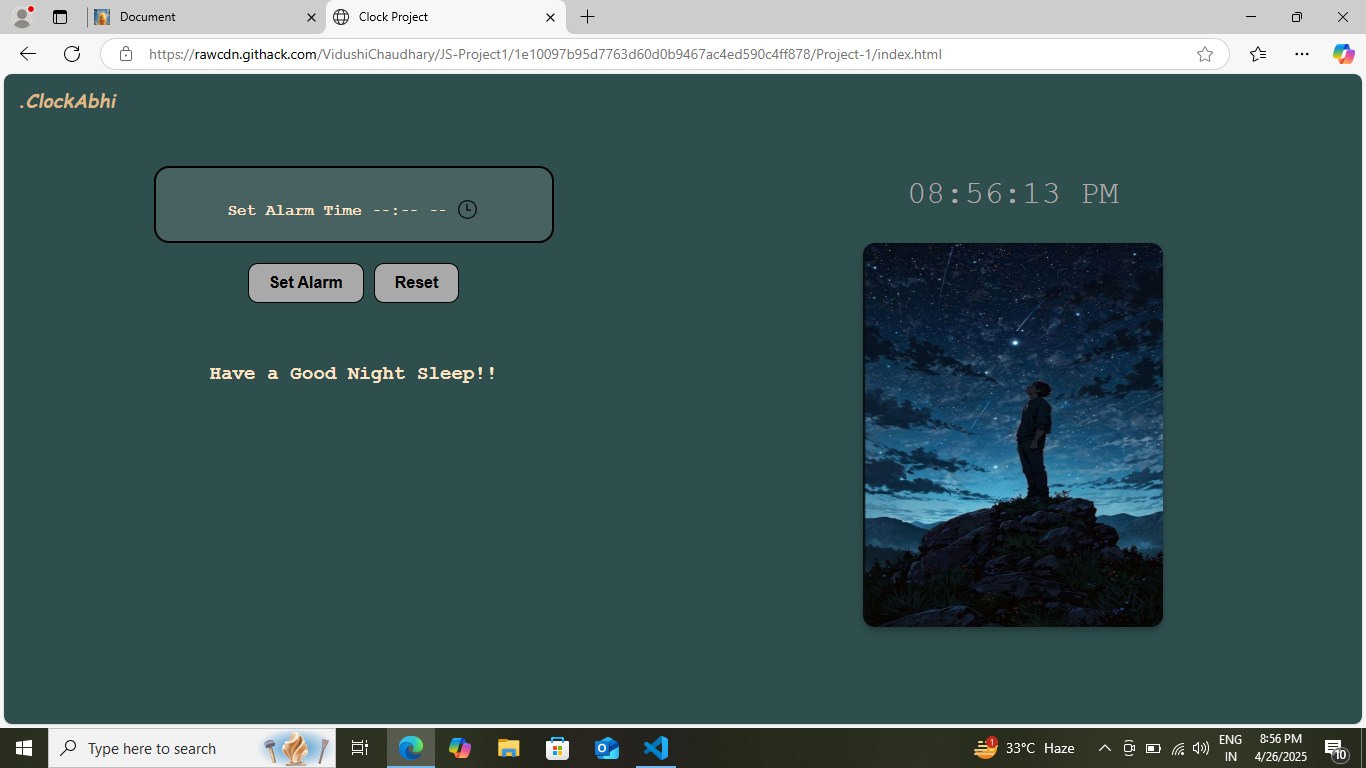 Document
Clock Project
https://rawcdn.githack.com/VidushiChaudhary/JS-Project1/1e10097b95d7763d60d0b9467ac4ed590c4ff878/Project-1/index.html
.ClockAbhi
Set Alarm Time --:-- --
Set Alarm Reset
Have a Good Night Sleep!!
08:56:13 PM
Type here to search
1
33°C Haze
ENG
IN
8:56 PM
4/26/2025
10